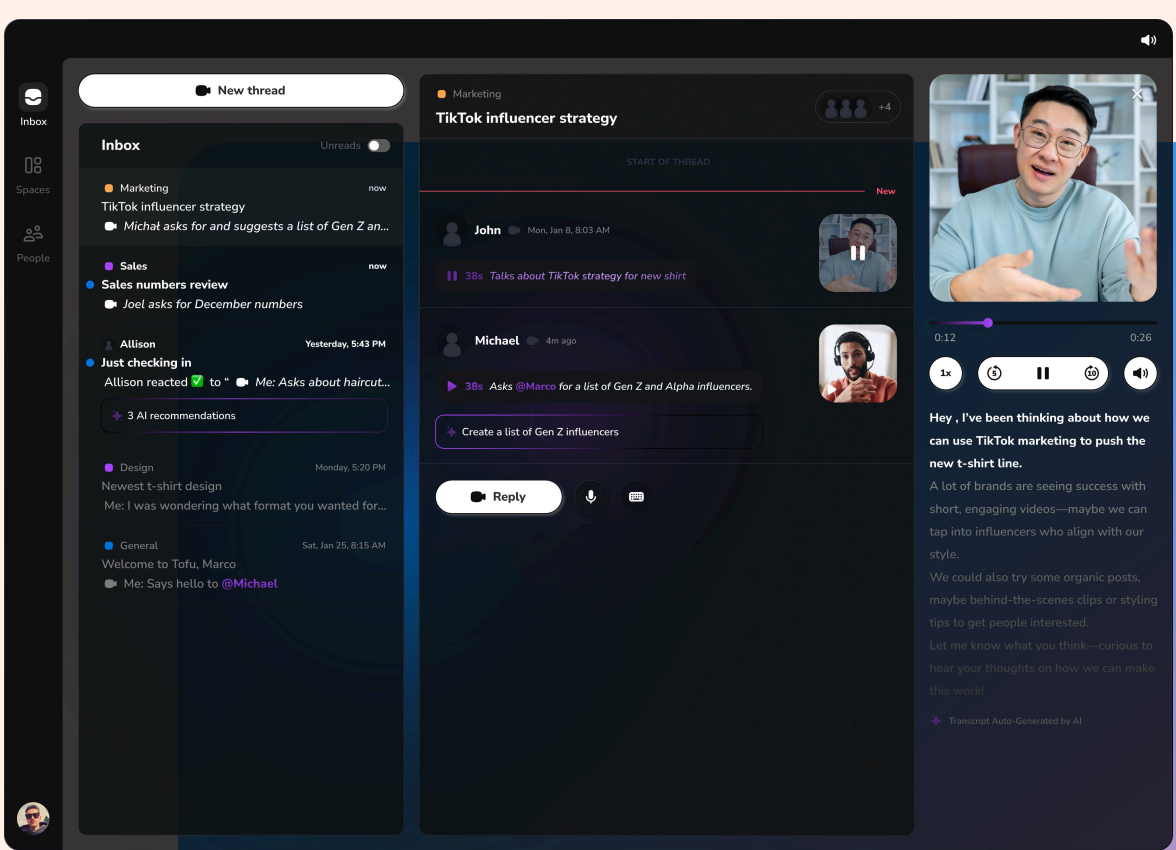 Inbox
Spaces
People
New thread
Inbox
Unreads
Marketing
now
TikTok influencer strategy
Michał asks for and suggests a list of Gen Z an...
Sales
now
Sales numbers review
Joel asks for December numbers
Allison
Yesterday, 5:43 PM
Just checking in
Allison reacted ✅ to “ Me: Asks about haircut...
3 AI recommendations
Design
Monday, 5:20 PM
Newest t-shirt design
Me: I was wondering what format you wanted for...
General
Sat, Jan 25, 8:15 AM
Welcome to Tofu, Marco
Me: Says hello to @Michael
Marketing
TikTok influencer strategy
+4
START OF THREAD
New
John
Mon, Jan 8, 8:03 AM
38s Talks about TikTok strategy for new shirt
Michael
4m ago
38s Asks @Marco for a list of Gen Z and Alpha influencers.
Create a list of Gen Z influencers
Reply
0:12
0:26
1x
5
10
Hey , I’ve been thinking about how we
can use TikTok marketing to push the
new t-shirt line.
A lot of brands are seeing success with
short, engaging videos—maybe we can
tap into influencers who align with our
style.
We could also try some organic posts,
maybe behind-the-scenes clips or styling
tips to get people interested.
Let me know what you think—curious to
hear your thoughts on how we can make
this work!
Transcript Auto-Generated by AI